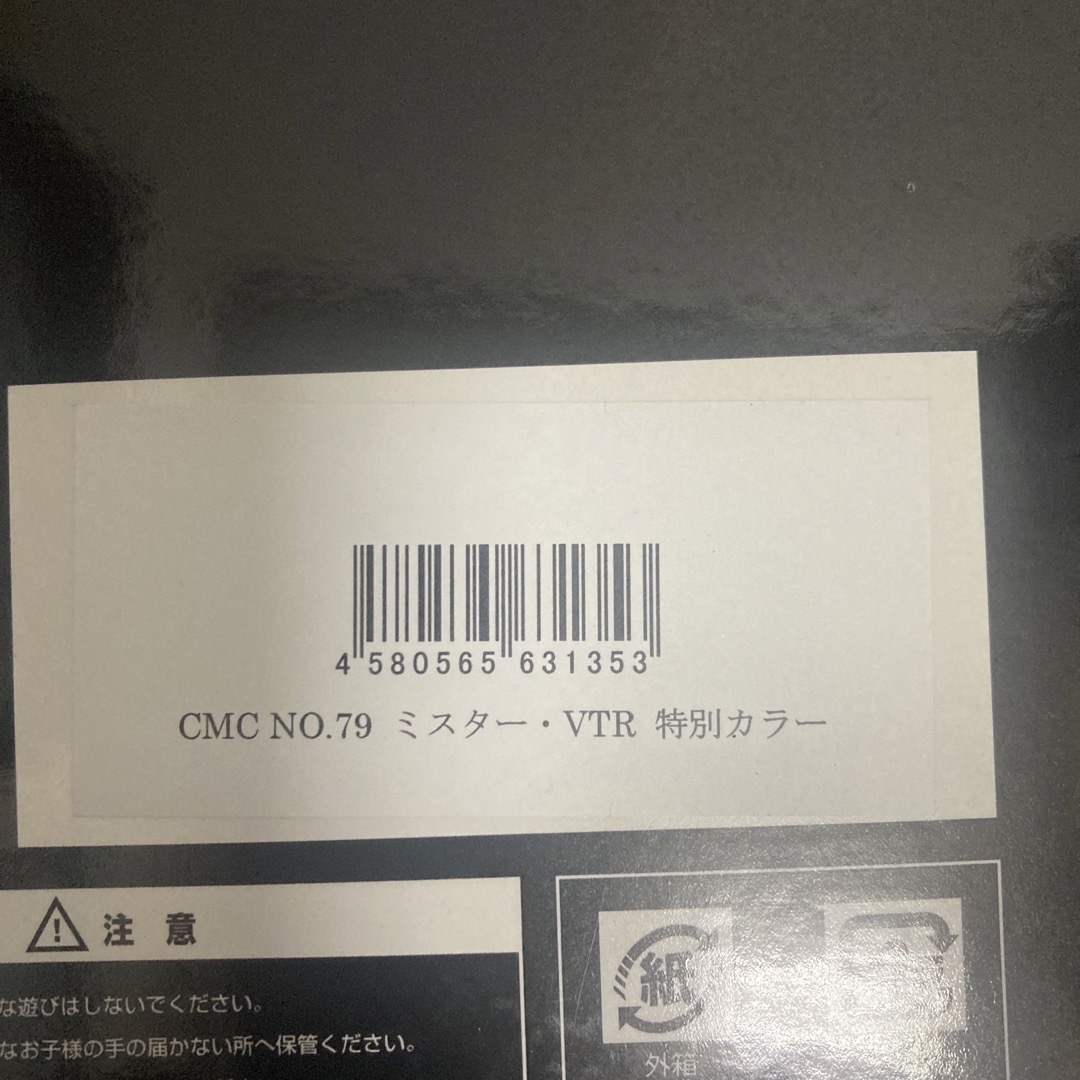 4 580565 631353
CMC NO.79 ミスター・VTR 特別カラー
注 意
な遊びはしないでください。
なお子様の手の届かない所へ保管ください。
紙
外箱